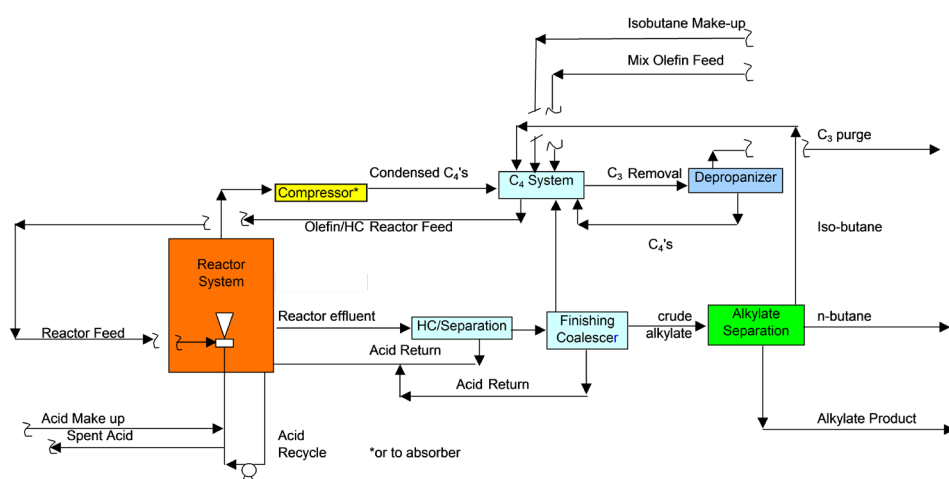 Isobutane Make-up
Mix Olefin Feed
C₃ purge
Condensed C₄'s
C₃ Removal
Compressor*
C₄ System
Depropanizer
Olefin/HC Reactor Feed
C₄'s
Iso-butane
Reactor
System
Reactor effluent
HC/Separation
Finishing
Coalescer
crude
alkylate
Alkylate
Separation
n-butane
Reactor Feed
Acid Return
Acid Return
Acid Make up
Spent Acid
Alkylate Product
Acid
Recycle
*or to absorber